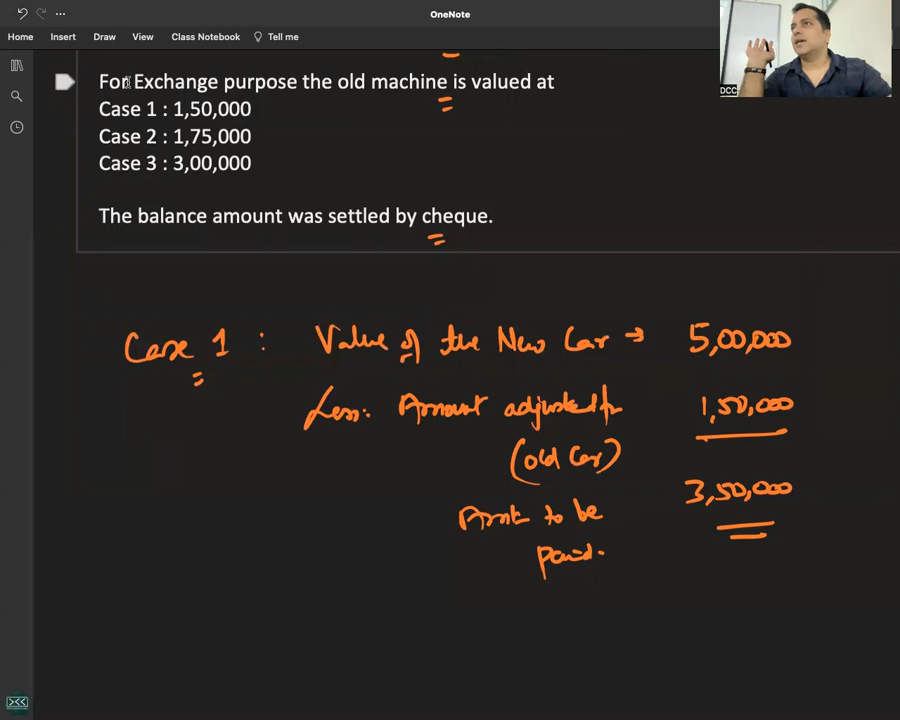 OneNote
Home Insert Draw View Class Notebook Tell me
For Exchange purpose the old machine is valued at
Case 1 : 1,50,000
Case 2 : 1,75,000
Case 3 : 3,00,000
The balance amount was settled by cheque.
DCC
Case 1 : Value of the New Car → 5,00,000
Less: Amount adjusted for 1,50,000
(old Car)
Amt to be 3,50,000
paid.